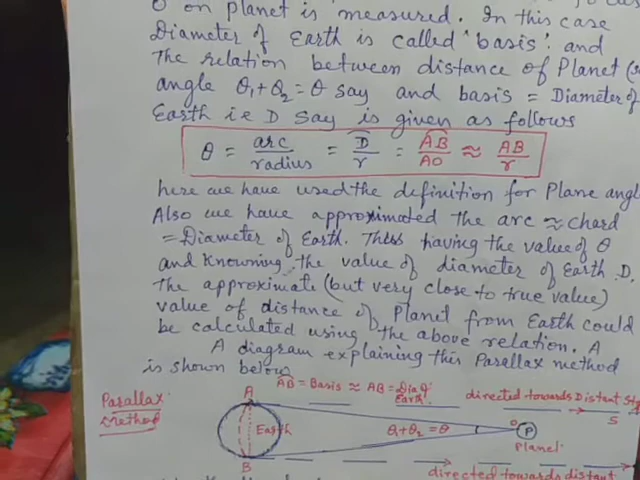 O on planet is measured. In this case
Diameter of Earth is called 'basis'. and
The relation between distance of Planet
angle θ₁+θ₂=θ say and basis = Diameter of
Earth i.e D say is given as follows
θ = arc/radius = D/r = AB/AO ≈ AB/r
here we have used the definition for Plane angl
Also we have approximated the arc ≈ chord
= Diameter of Earth. Thus having the value of θ
and Knowing the value of diameter of Earth D.
The approximate (but very close to true value)
value of distance of Planet from Earth could
be calculated using the above relation. A
A diagram explaining this Parallax method
is shown below
Parallax method
AB = Basis ≈ AB = Dia of Earth
directed towards Distant St
S
A
Earth
θ₁+θ₂ = θ
O
P
Planet
B
directed towards distant